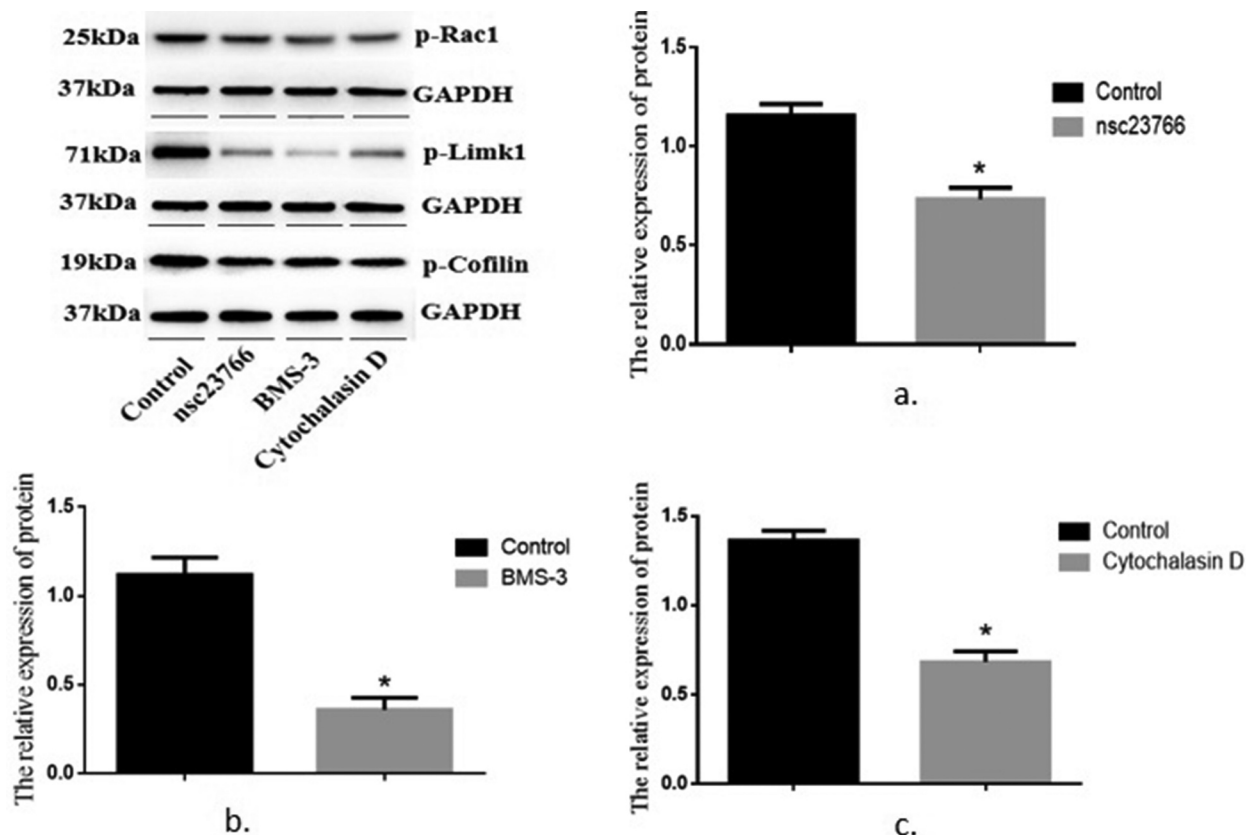 25kDa
p-Rac1
37kDa
GAPDH
71kDa
p-Limk1
37kDa
GAPDH
19kDa
p-Cofilin
37kDa
GAPDH
Control
nsc23766
BMS-3
Cytochalasin D
The relative expression of protein
1.5
1.0
0.5
0.0
*
Control
nsc23766
a.
The relative expression of protein
1.5
1.0
0.5
0.0
*
Control
BMS-3
b.
The relative expression of protein
1.5
1.0
0.5
0.0
*
Control
Cytochalasin D
c.